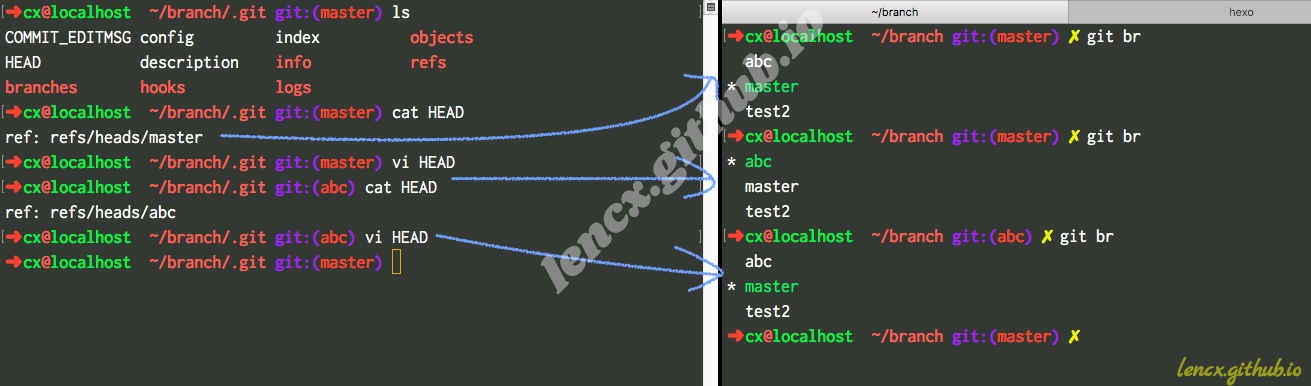 ➜cx@localhost ~/branch/.git git:(master) ls
COMMIT_EDITMSG config index objects
HEAD description info refs
branches hooks logs
➜cx@localhost ~/branch/.git git:(master) cat HEAD
ref: refs/heads/master
➜cx@localhost ~/branch/.git git:(master) vi HEAD
➜cx@localhost ~/branch/.git git:(abc) cat HEAD
ref: refs/heads/abc
➜cx@localhost ~/branch/.git git:(abc) vi HEAD
➜cx@localhost ~/branch/.git git:(master)
~/branch
hexo
➜cx@localhost ~/branch git:(master) ✗ git br
abc
* master
test2
➜cx@localhost ~/branch git:(master) ✗ git br
* abc
master
test2
➜cx@localhost ~/branch git:(abc) ✗ git br
abc
* master
test2
➜cx@localhost ~/branch git:(master) ✗
lencx.github.io
lencx.github.io